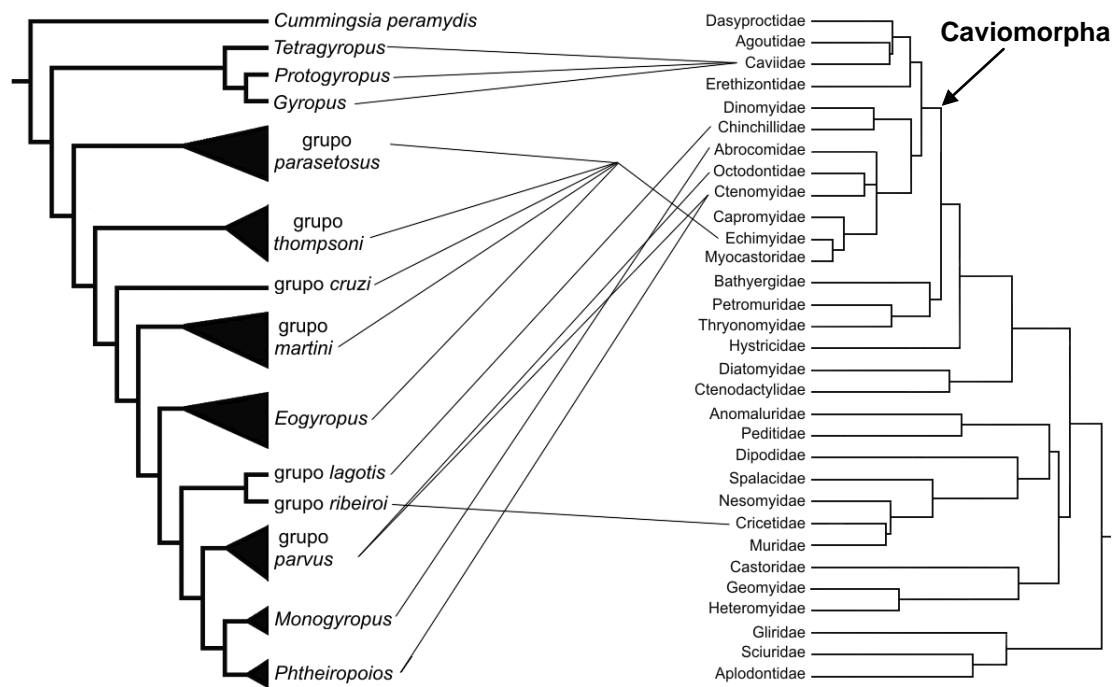 Cummingsia peramydis
Tetragyropus
Protogyropus
Gyropus
grupo
parasetosus
grupo
thompsoni
grupo cruzi
grupo
martini
Eogyropus
grupo lagotis
grupo ribeiroi
grupo
parvus
Monogyropus
Phtheiropoios
Dasyproctidae
Agoutidae
Caviidae
Erethizontidae
Dinomyidae
Chinchillidae
Abrocomidae
Octodontidae
Ctenomyidae
Capromyidae
Echimyidae
Myocastoridae
Bathyergidae
Petromuridae
Thryonomyidae
Hystricidae
Diatomyidae
Ctenodactylidae
Anomaluridae
Peditidae
Dipodidae
Spalacidae
Nesomyidae
Cricetidae
Muridae
Castoridae
Geomyidae
Heteromyidae
Gliridae
Sciuridae
Aplodontidae
Caviomorpha